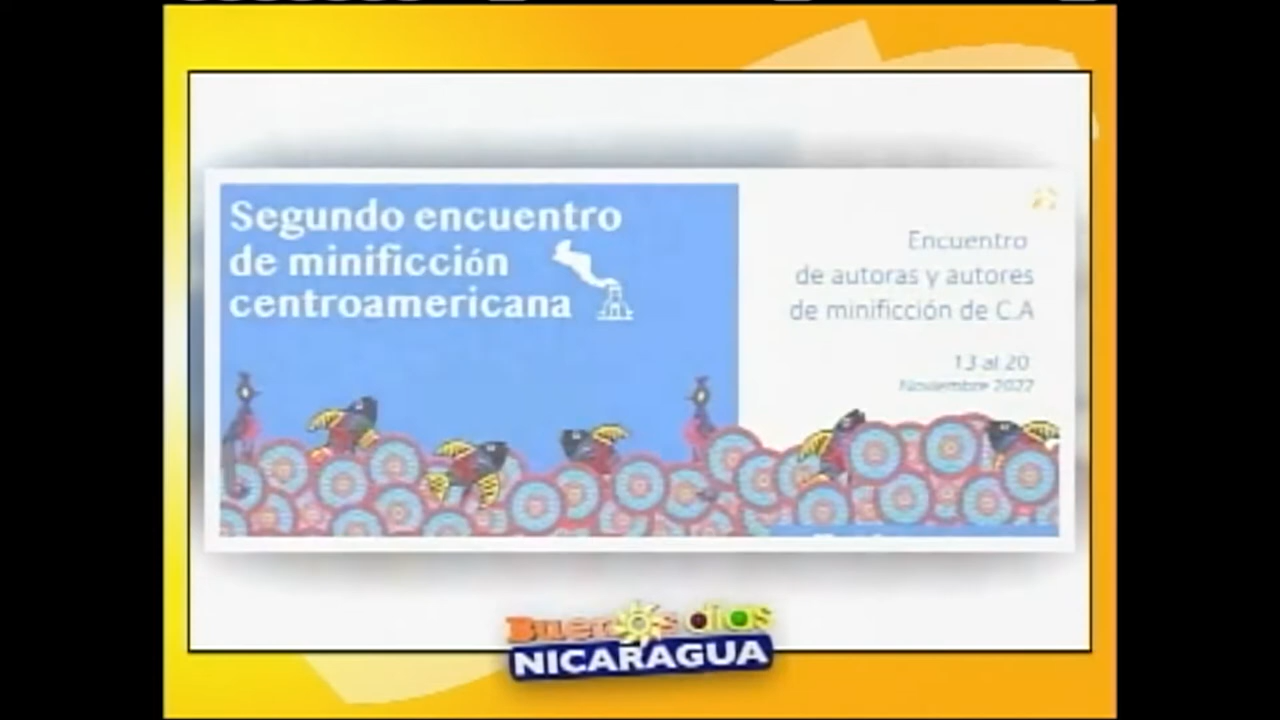 Segundo encuentro
de minificción
centroamericana
Encuentro
de autoras y autores
de minificción de C.A
13 al 20
Noviembre 2022
Buenos días
NICARAGUA